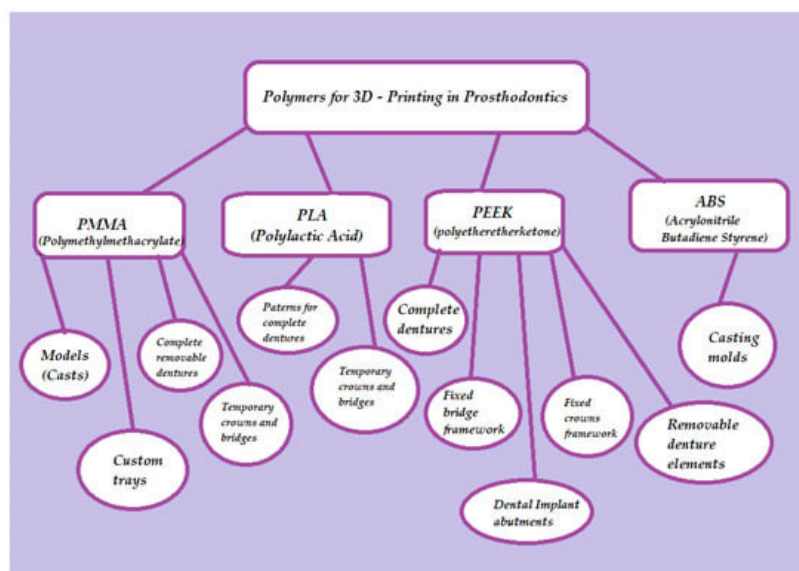 Polymers for 3D - Printing in Prosthodontics
PMMA
(Polymethylmethacrylate)
PLA
(Polylactic Acid)
PEEK
(polyetheretherketone)
ABS
(Acrylonitrile
Butadiene Styrene)
Models
(Casts)
Custom
trays
Complete
removable
dentures
Temporary
crowns and
bridges
Paterns for
complete
dentures
Temporary
crowns and
bridges
Complete
dentures
Fixed
bridge
framework
Dental Implant
abutments
Fixed
crowns
framework
Removable
denture
elements
Casting
molds